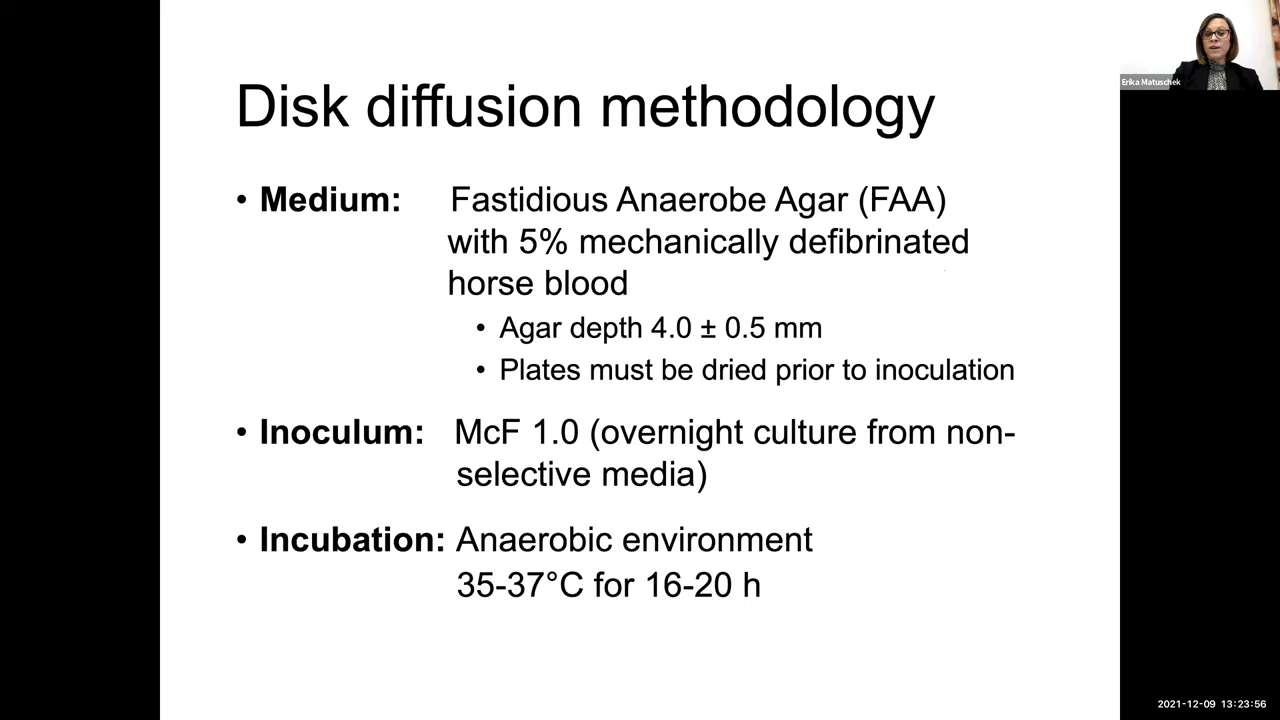 Erika Matuschek
Disk diffusion methodology
• Medium: Fastidious Anaerobe Agar (FAA)
with 5% mechanically defibrinated
horse blood
• Agar depth 4.0 ± 0.5 mm
• Plates must be dried prior to inoculation
• Inoculum: McF 1.0 (overnight culture from non-
selective media)
• Incubation: Anaerobic environment
35-37°C for 16-20 h
2021-12-09 13:23:56